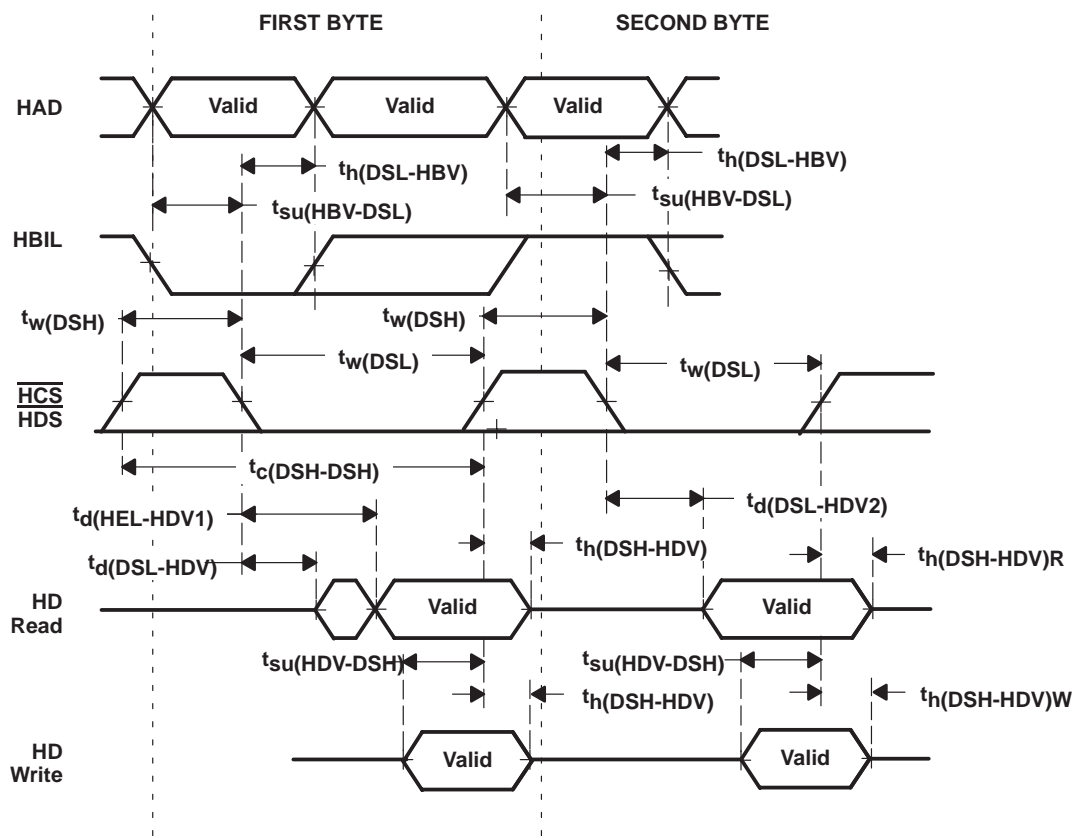 FIRST BYTE SECOND BYTE
HAD Valid Valid Valid
th(DSL-HBV) th(DSL-HBV)
tsu(HBV-DSL) tsu(HBV-DSL)
HBIL
tw(DSH) tw(DSH)
tw(DSL) tw(DSL)
HCS
HDS
tc(DSH-DSH)
td(HEL-HDV1) td(DSL-HDV2)
td(DSL-HDV) th(DSH-HDV) th(DSH-HDV)R
HD
Read Valid Valid
tsu(HDV-DSH) tsu(HDV-DSH)
th(DSH-HDV) th(DSH-HDV)W
HD
Write Valid Valid